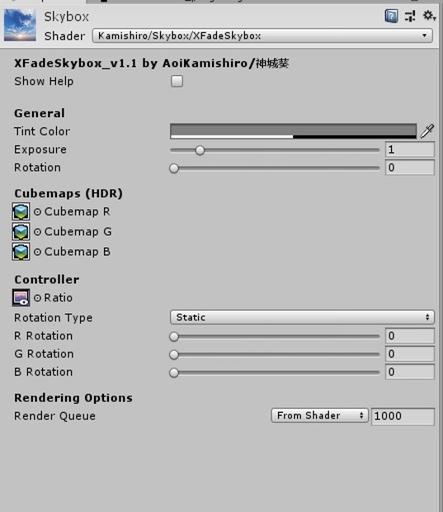 Skybox
Shader Kamishiro/Skybox/XFadeSkybox
XFadeSkybox_v1.1 by AoiKamishiro/神城葵
Show Help
General
Tint Color
Exposure 1
Rotation 0
Cubemaps (HDR)
Cubemap R
Cubemap G
Cubemap B
Controller
Ratio
Rotation Type Static
R Rotation 0
G Rotation 0
B Rotation 0
Rendering Options
Render Queue From Shader 1000